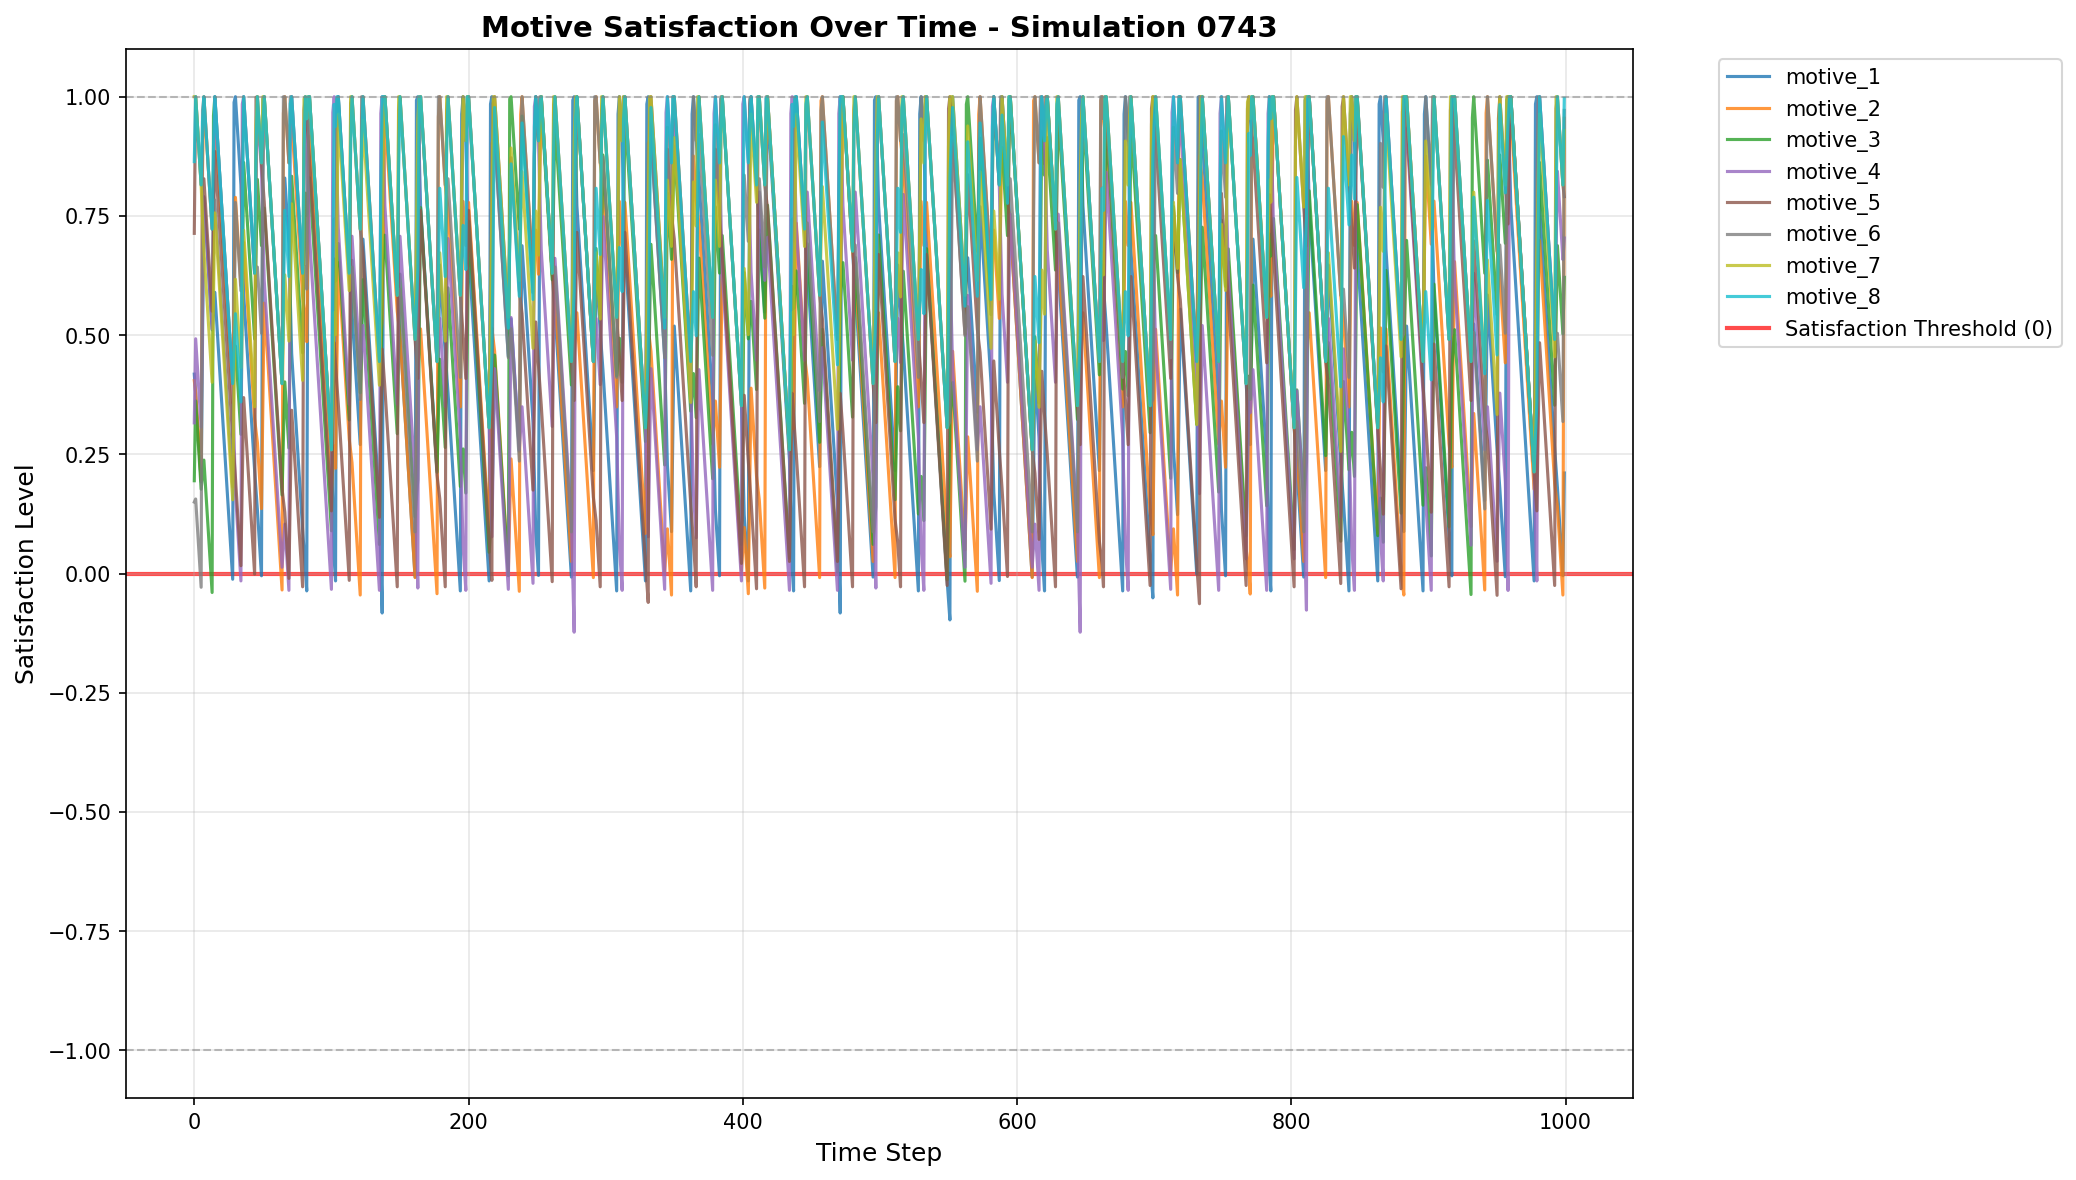 Motive Satisfaction Over Time - Simulation 0743
Satisfaction Level
1.00
0.75
0.50
0.25
0.00
−0.25
−0.50
−0.75
−1.00
0
200
400
600
800
1000
Time Step
motive_1
motive_2
motive_3
motive_4
motive_5
motive_6
motive_7
motive_8
Satisfaction Threshold (0)